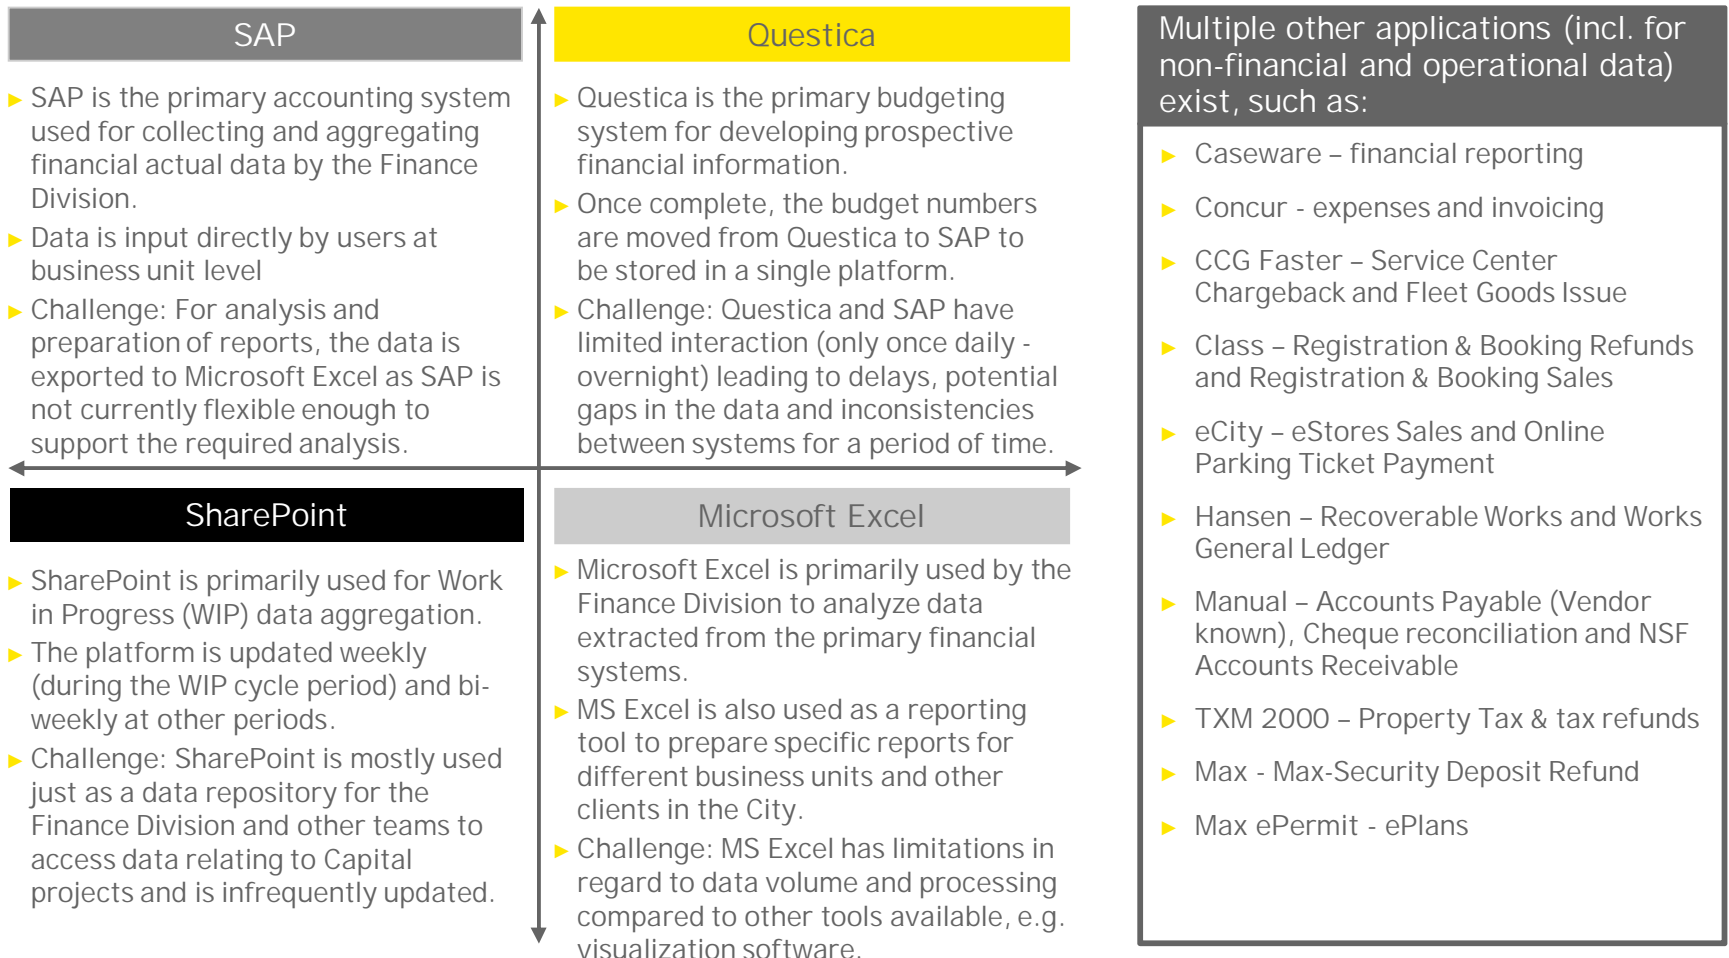 SAP
► SAP is the primary accounting system
used for collecting and aggregating
financial actual data by the Finance
Division.
► Data is input directly by users at
business unit level
► Challenge: For analysis and
preparation of reports, the data is
exported to Microsoft Excel as SAP is
not currently flexible enough to
support the required analysis.
Questica
► Questica is the primary budgeting
system for developing prospective
financial information.
► Once complete, the budget numbers
are moved from Questica to SAP to
be stored in a single platform.
► Challenge: Questica and SAP have
limited interaction (only once daily -
overnight) leading to delays, potential
gaps in the data and inconsistencies
between systems for a period of time.
SharePoint
► SharePoint is primarily used for Work
in Progress (WIP) data aggregation.
► The platform is updated weekly
(during the WIP cycle period) and bi-
weekly at other periods.
► Challenge: SharePoint is mostly used
just as a data repository for the
Finance Division and other teams to
access data relating to Capital
projects and is infrequently updated.
Microsoft Excel
► Microsoft Excel is primarily used by the
Finance Division to analyze data
extracted from the primary financial
systems.
► MS Excel is also used as a reporting
tool to prepare specific reports for
different business units and other
clients in the City.
► Challenge: MS Excel has limitations in
regard to data volume and processing
compared to other tools available, e.g.
visualization software.
Multiple other applications (incl. for
non-financial and operational data)
exist, such as:
► Caseware – financial reporting
► Concur - expenses and invoicing
► CCG Faster – Service Center
Chargeback and Fleet Goods Issue
► Class – Registration & Booking Refunds
and Registration & Booking Sales
► eCity – eStores Sales and Online
Parking Ticket Payment
► Hansen – Recoverable Works and Works
General Ledger
► Manual – Accounts Payable (Vendor
known), Cheque reconciliation and NSF
Accounts Receivable
► TXM 2000 – Property Tax & tax refunds
► Max - Max-Security Deposit Refund
► Max ePermit - ePlans